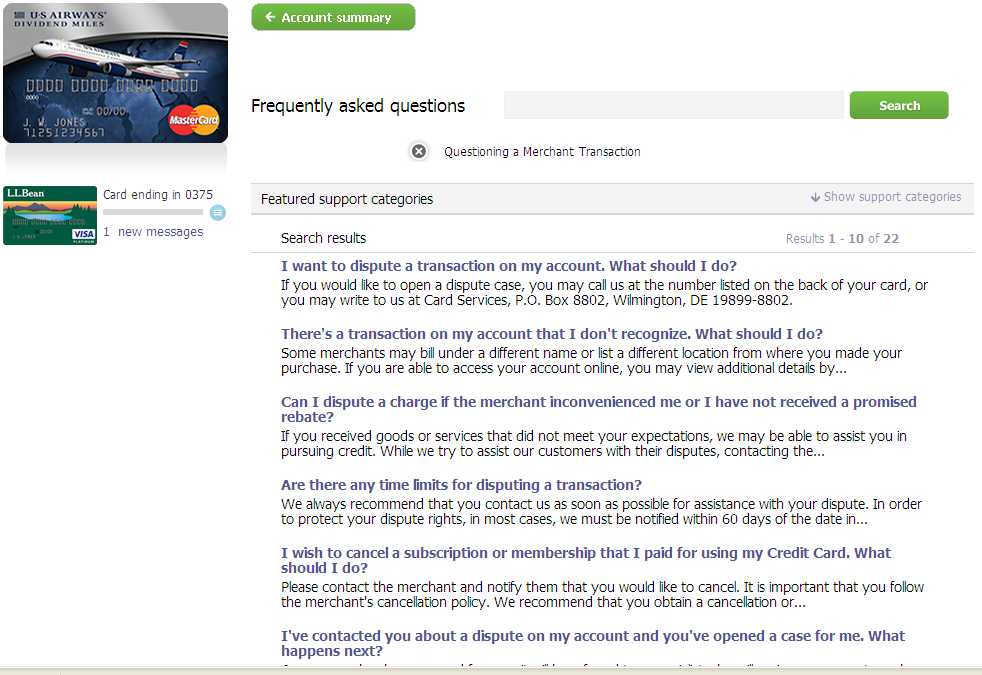 U·S AIRWAYS
DIVIDEND MILES
0000
00/00
J. W. JONES
71251234567
MasterCard
L.L.Bean
VISA
PLATINUM
Card ending in 0375
1 new messages
Account summary
Frequently asked questions
Search
Questioning a Merchant Transaction
Featured support categories
Show support categories
Search results
Results 1 - 10 of 22
I want to dispute a transaction on my account. What should I do?
If you would like to open a dispute case, you may call us at the number listed on the back of your card, or
you may write to us at Card Services, P.O. Box 8802, Wilmington, DE 19899-8802.
There's a transaction on my account that I don't recognize. What should I do?
Some merchants may bill under a different name or list a different location from where you made your
purchase. If you are able to access your account online, you may view additional details by...
Can I dispute a charge if the merchant inconvenienced me or I have not received a promised
rebate?
If you received goods or services that did not meet your expectations, we may be able to assist you in
pursuing credit. While we try to assist our customers with their disputes, contacting the...
Are there any time limits for disputing a transaction?
We always recommend that you contact us as soon as possible for assistance with your dispute. In order
to protect your dispute rights, in most cases, we must be notified within 60 days of the date in...
I wish to cancel a subscription or membership that I paid for using my Credit Card. What
should I do?
Please contact the merchant and notify them that you would like to cancel. It is important that you follow
the merchant's cancellation policy. We recommend that you obtain a cancellation or...
I've contacted you about a dispute on my account and you've opened a case for me. What
happens next?